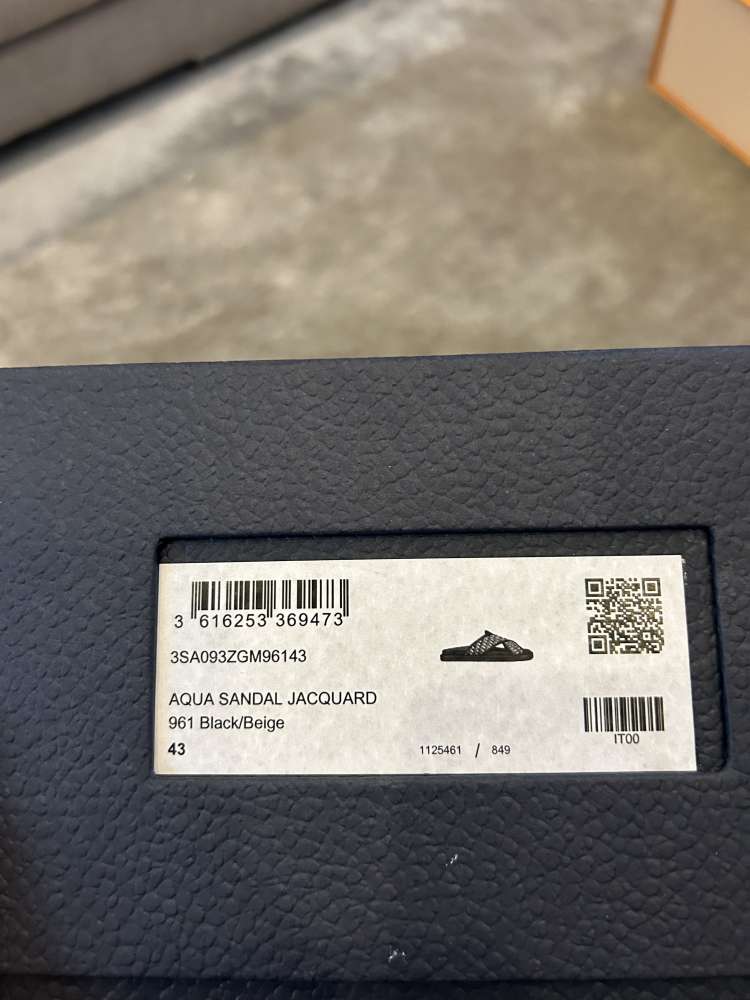 3 616253 369473
3SA093ZGM96143
AQUA SANDAL JACQUARD
961 Black/Beige
43
1125461 / 849
IT00